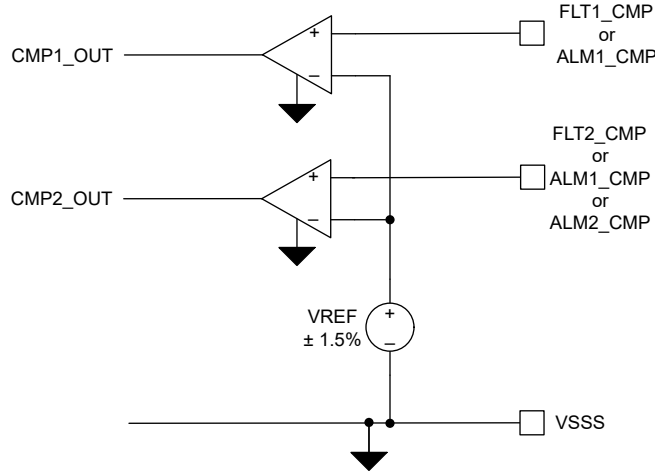 FLT1_CMP
or
ALM1_CMP
CMP1_OUT
+
–
FLT2_CMP
or
ALM1_CMP
or
ALM2_CMP
CMP2_OUT
+
–
VREF
± 1.5%
+
–
VSSS